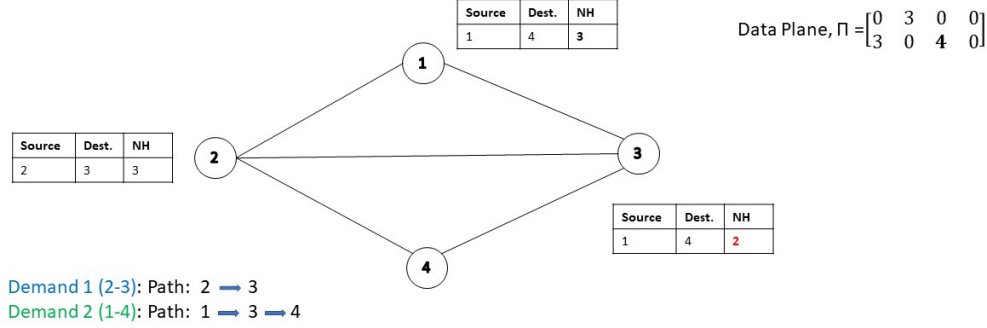 Source Dest. NH
1 4 3
Data Plane, Π =[0 3 0 0
3 0 4 0]
1
Source Dest. NH
2 3 3
2
3
Source Dest. NH
1 4 2
4
Demand 1 (2-3): Path: 2 → 3
Demand 2 (1-4): Path: 1 → 3 → 4